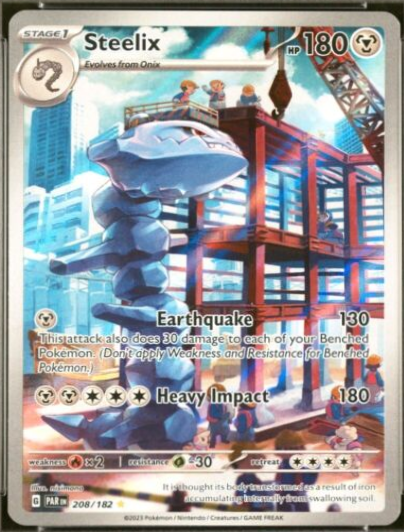 STAGE 1
Steelix
HP 180
Evolves from Onix
Earthquake 130
This attack also does 30 damage to each of your Benched
Pokémon. (Don't apply Weakness and Resistance for Benched
Pokémon.)
Heavy Impact 180
weakness ×2 resistance -30 retreat
Illus. nisimono
G PAR EN 208/182
It is thought its body transformed as a result of iron
accumulating internally from swallowing soil.
©2023 Pokémon / Nintendo / Creatures / GAME FREAK